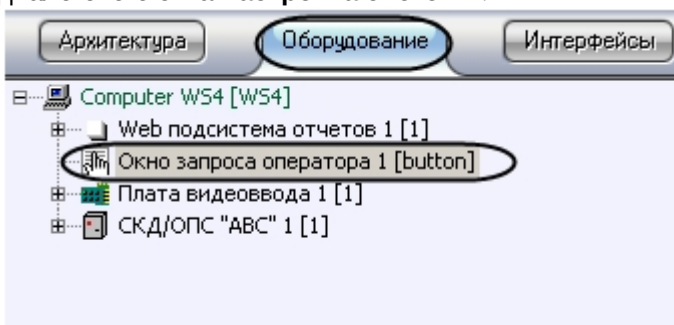 Архитектура Оборудование Интерфейсы
Computer WS4 [WS4]
Web подсистема отчетов 1 [1]
Окно запроса оператора 1 [button]
Плата видеоввода 1 [1]
СКД/ОПС "АВС" 1 [1]